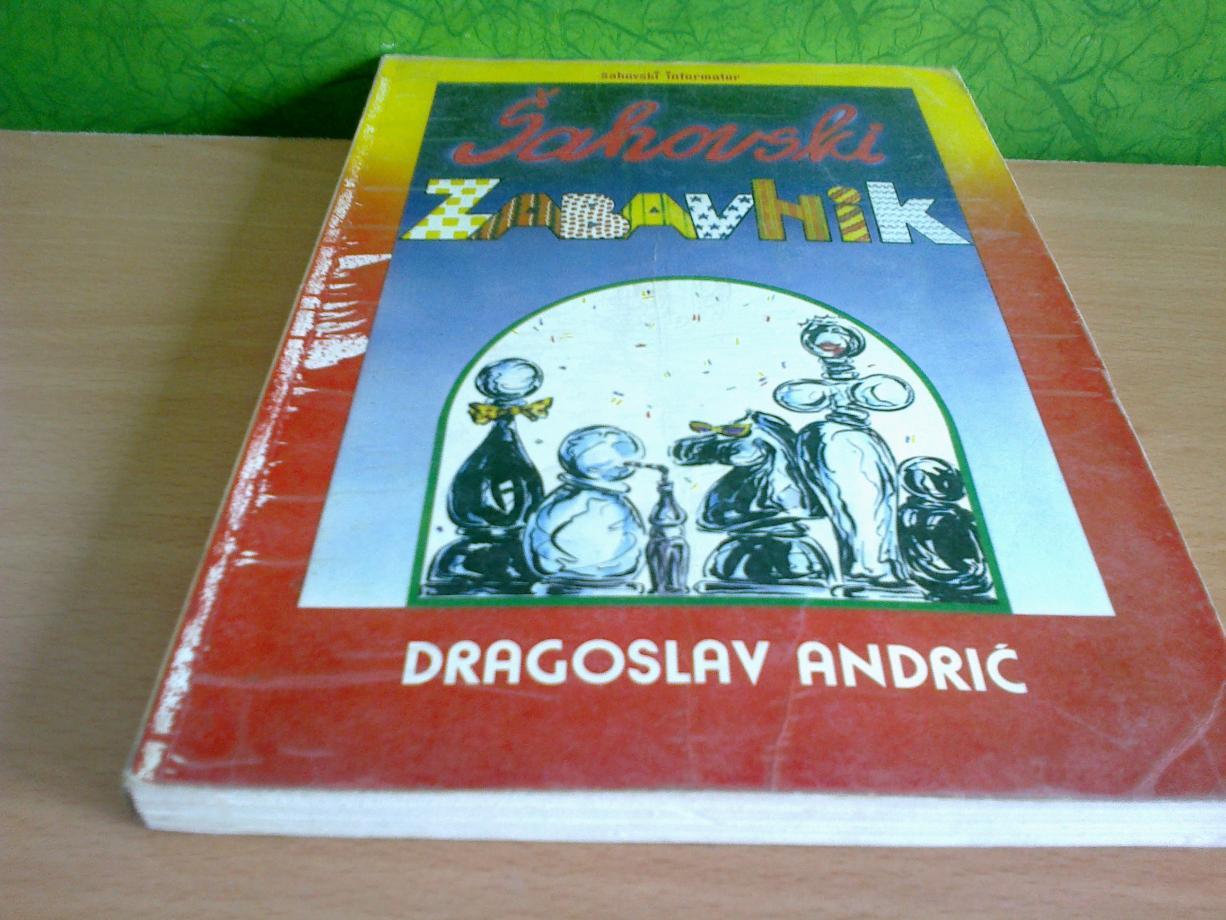 Šahovski informator
Šahovski
ZABAVNIK
DRAGOSLAV ANDRIĆ